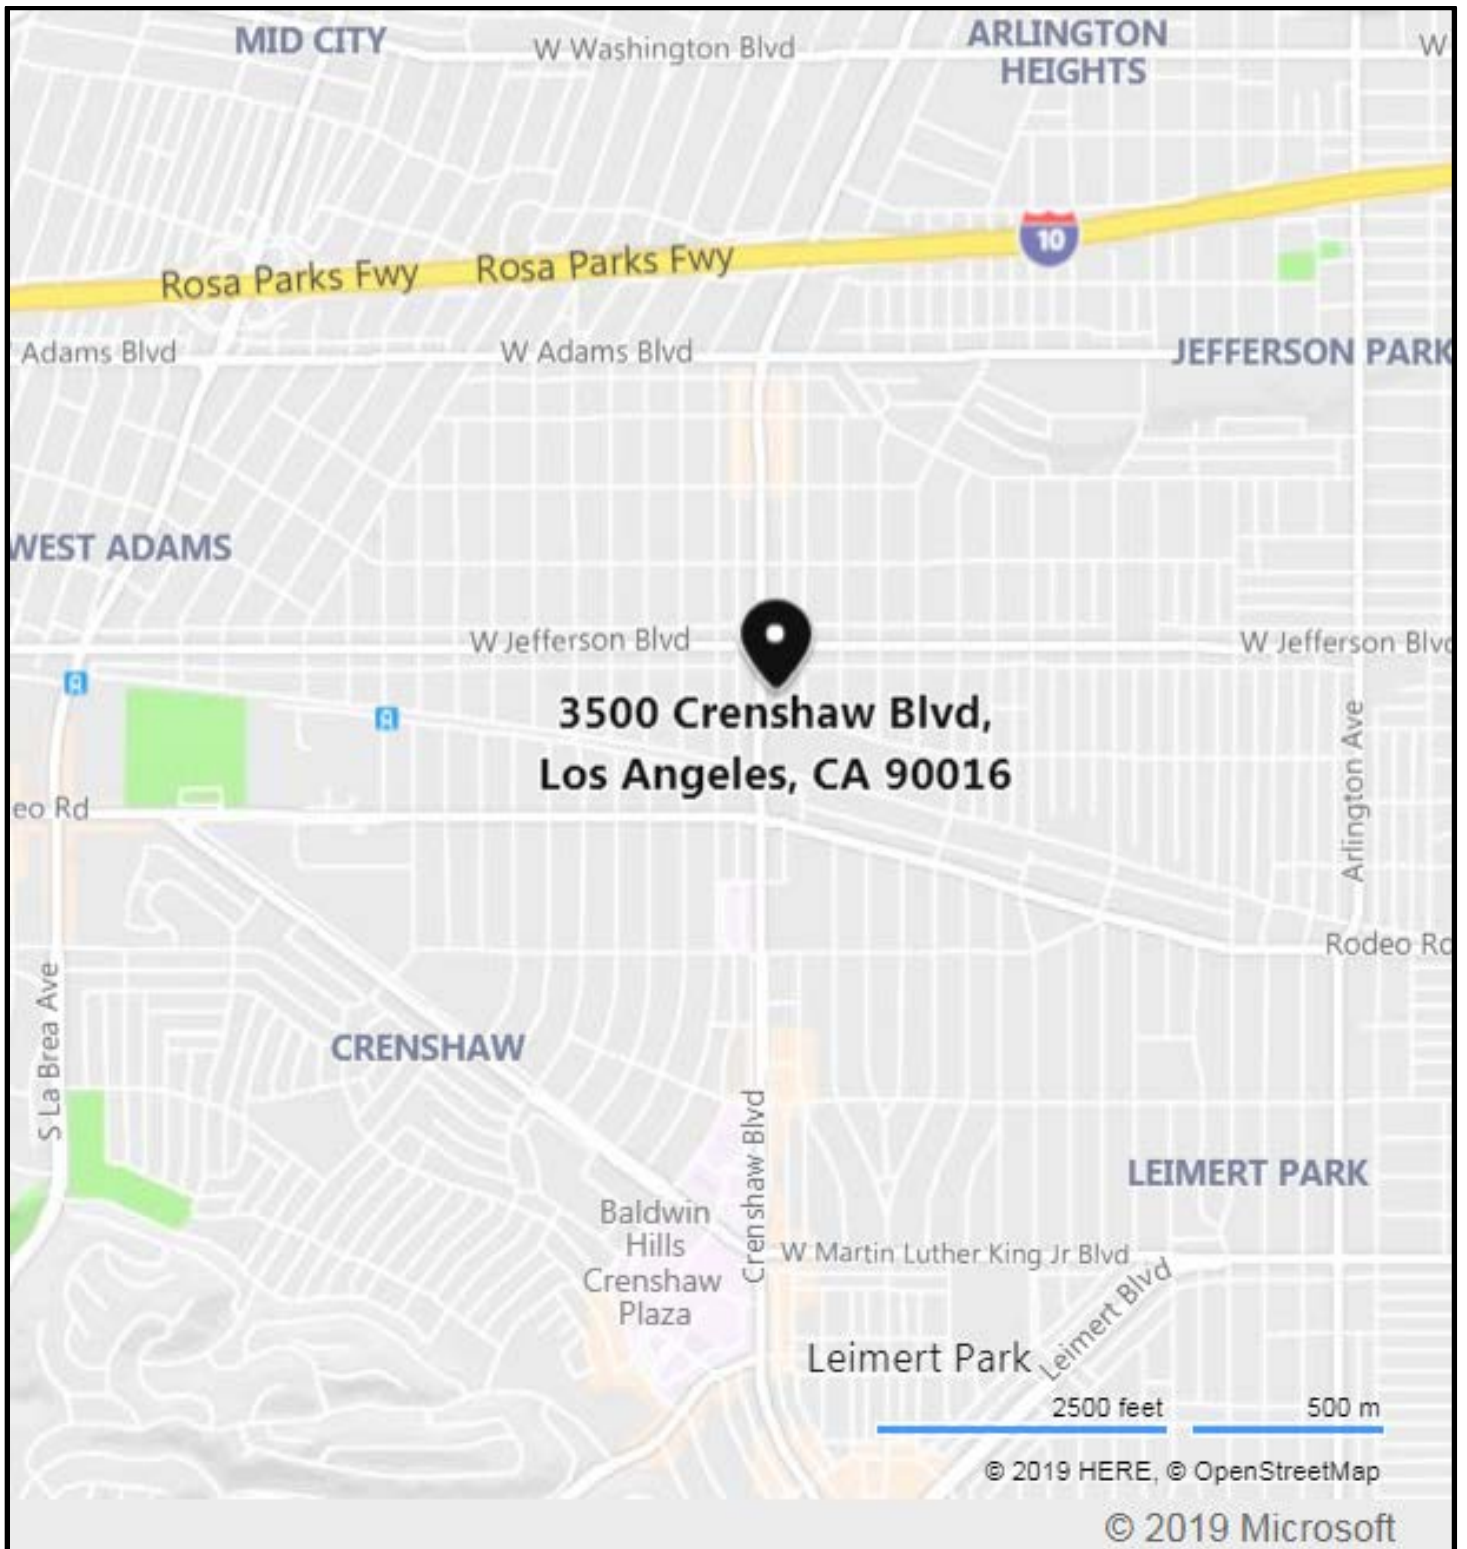 MID CITY
W Washington Blvd
ARLINGTON
HEIGHTS
W
10
Rosa Parks Fwy
Rosa Parks Fwy
Adams Blvd
W Adams Blvd
JEFFERSON PARK
WEST ADAMS
W Jefferson Blvd
W Jefferson Blvd
3500 Crenshaw Blvd,
Los Angeles, CA 90016
Arlington Ave
eo Rd
Rodeo Rd
S La Brea Ave
CRENSHAW
Crenshaw Blvd
LEIMERT PARK
Baldwin
Hills
Crenshaw
Plaza
W Martin Luther King Jr Blvd
Leimert Blvd
Leimert Park
2500 feet
500 m
© 2019 HERE, © OpenStreetMap
© 2019 Microsoft